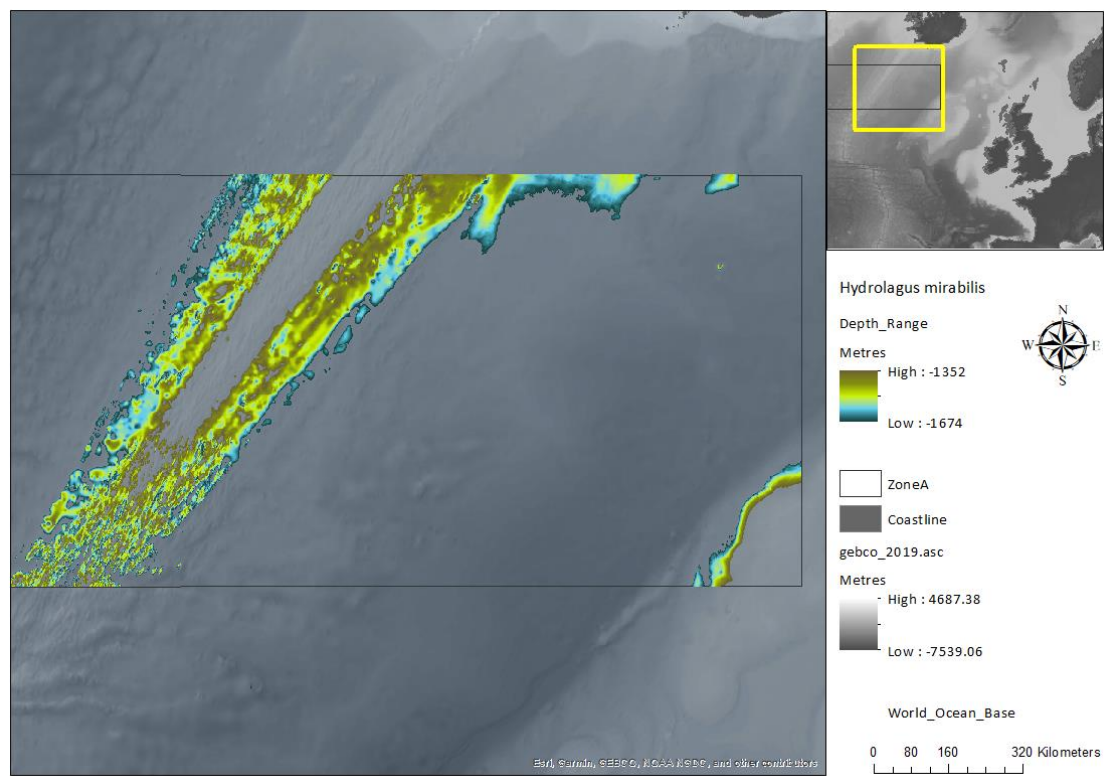 Esri, Garmin, GEBCO, NOAA NGDC, and other contributors
Hydrolagus mirabilis
Depth_Range
Metres
High : -1352
Low : -1674
N
W E
S
ZoneA
Coastline
gebco_2019.asc
Metres
High : 4687.38
Low : -7539.06
World_Ocean_Base
0 80 160 320 Kilometers